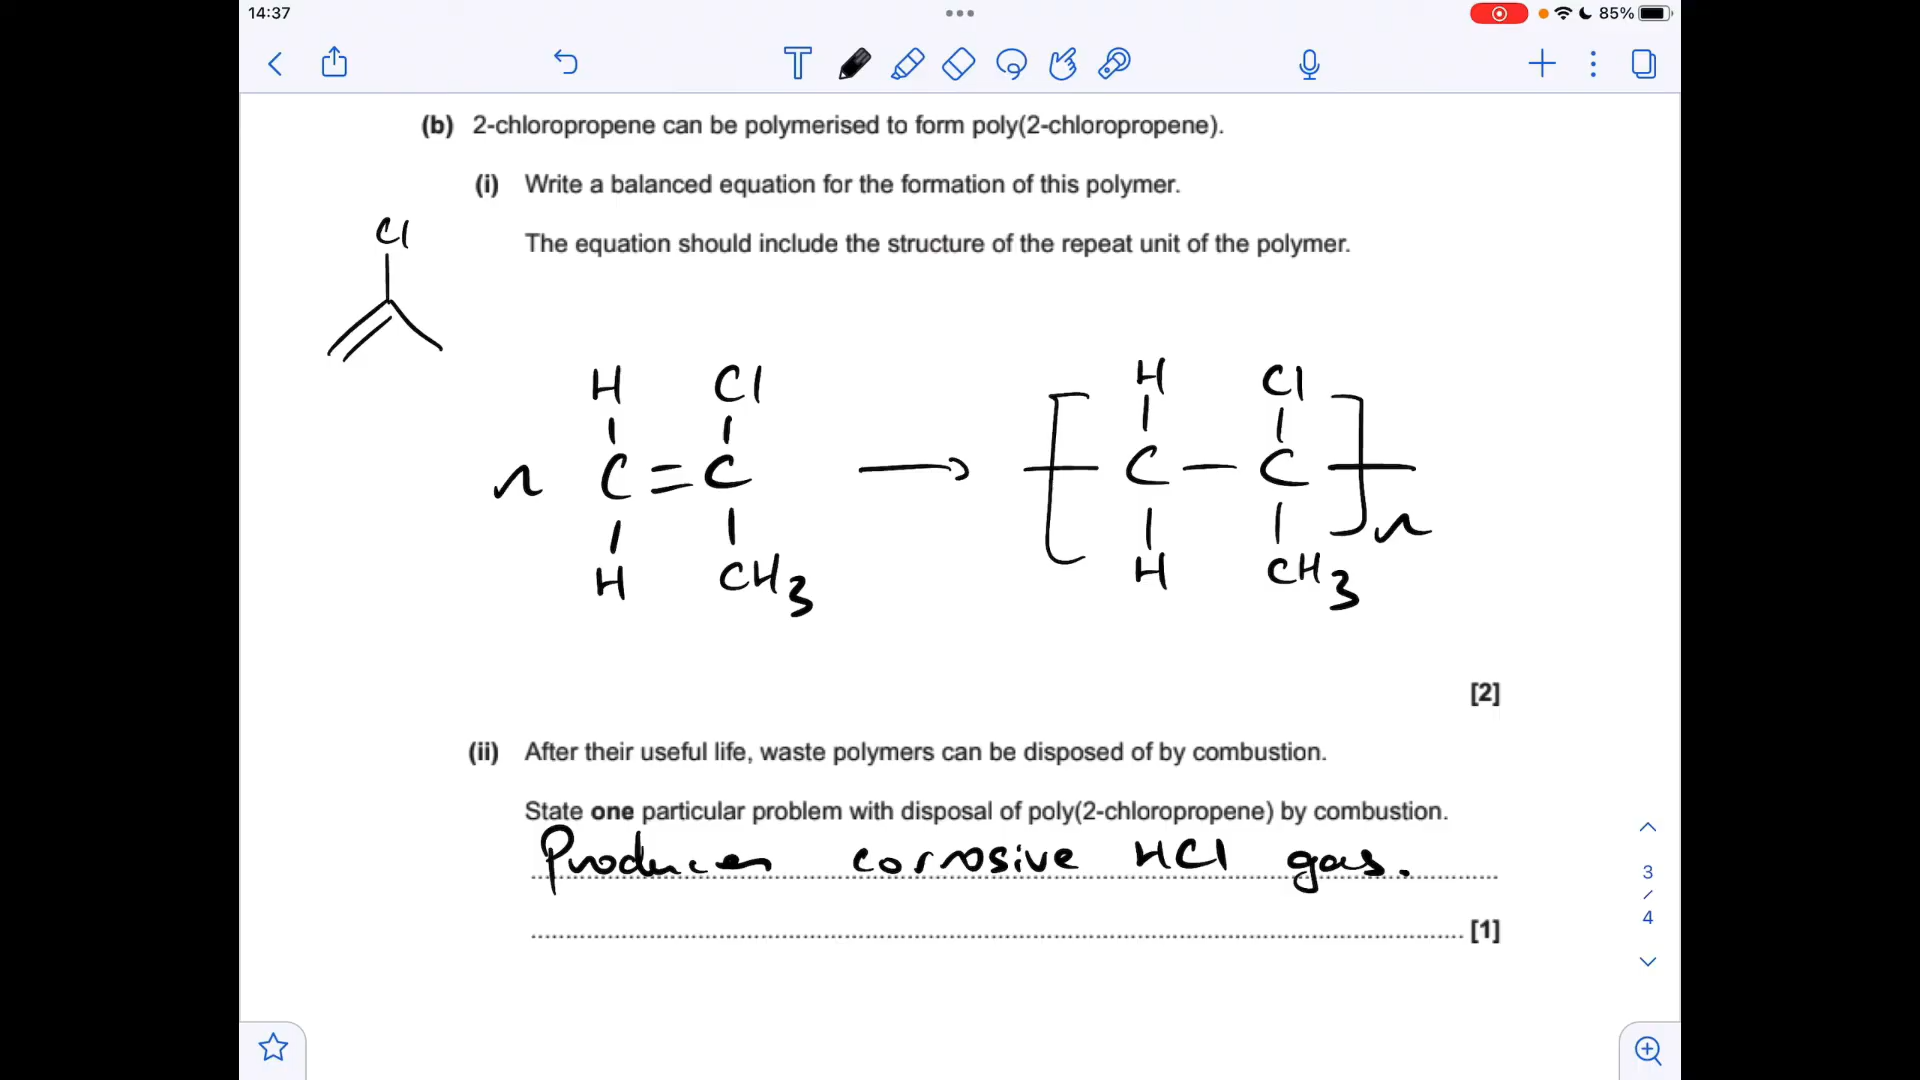 14:37
85%
(b) 2-chloropropene can be polymerised to form poly(2-chloropropene).
(i) Write a balanced equation for the formation of this polymer.
The equation should include the structure of the repeat unit of the polymer.
Cl
H Cl H Cl
n C = C → [ C – C ] n
H CH3 H CH3
[2]
(ii) After their useful life, waste polymers can be disposed of by combustion.
State one particular problem with disposal of poly(2-chloropropene) by combustion.
Produces corrosive HCl gas.
[1]
3
/
4